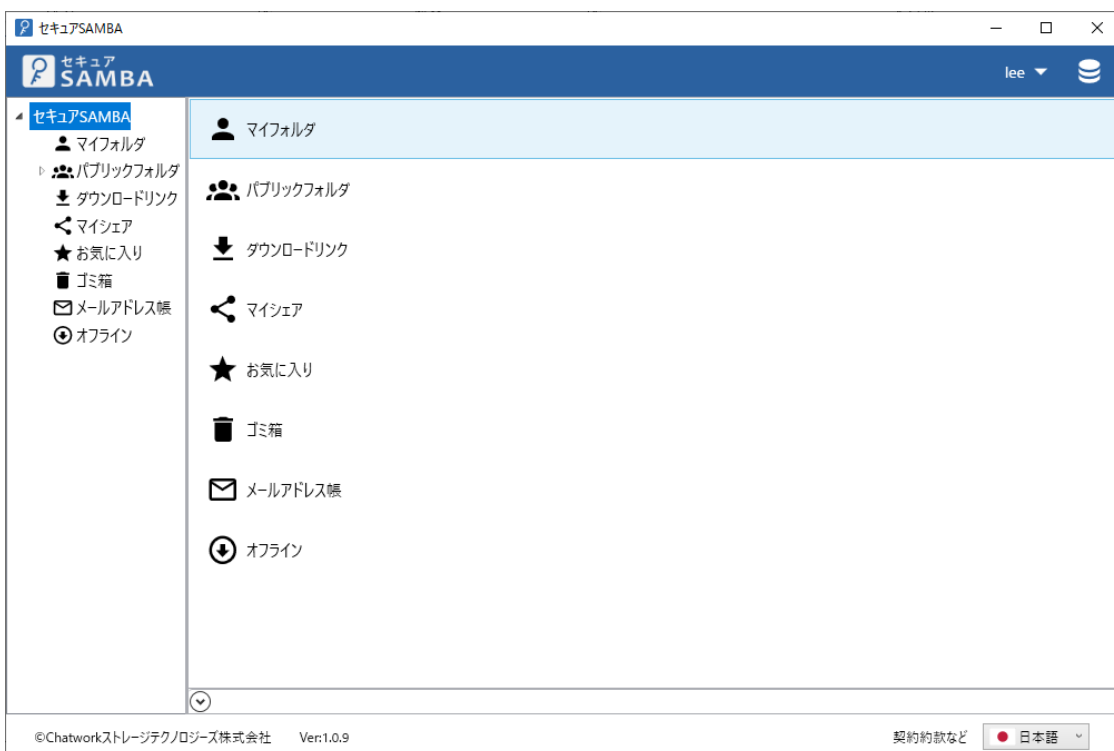 セキュアSAMBA
セキュア
SAMBA
lee
セキュアSAMBA
マイフォルダ
パブリックフォルダ
ダウンロードリンク
マイシェア
お気に入り
ゴミ箱
メールアドレス帳
オフライン
マイフォルダ
パブリックフォルダ
ダウンロードリンク
マイシェア
お気に入り
ゴミ箱
メールアドレス帳
オフライン
©Chatworkストレージテクノロジーズ株式会社 Ver:1.0.9
契約約款など 日本語